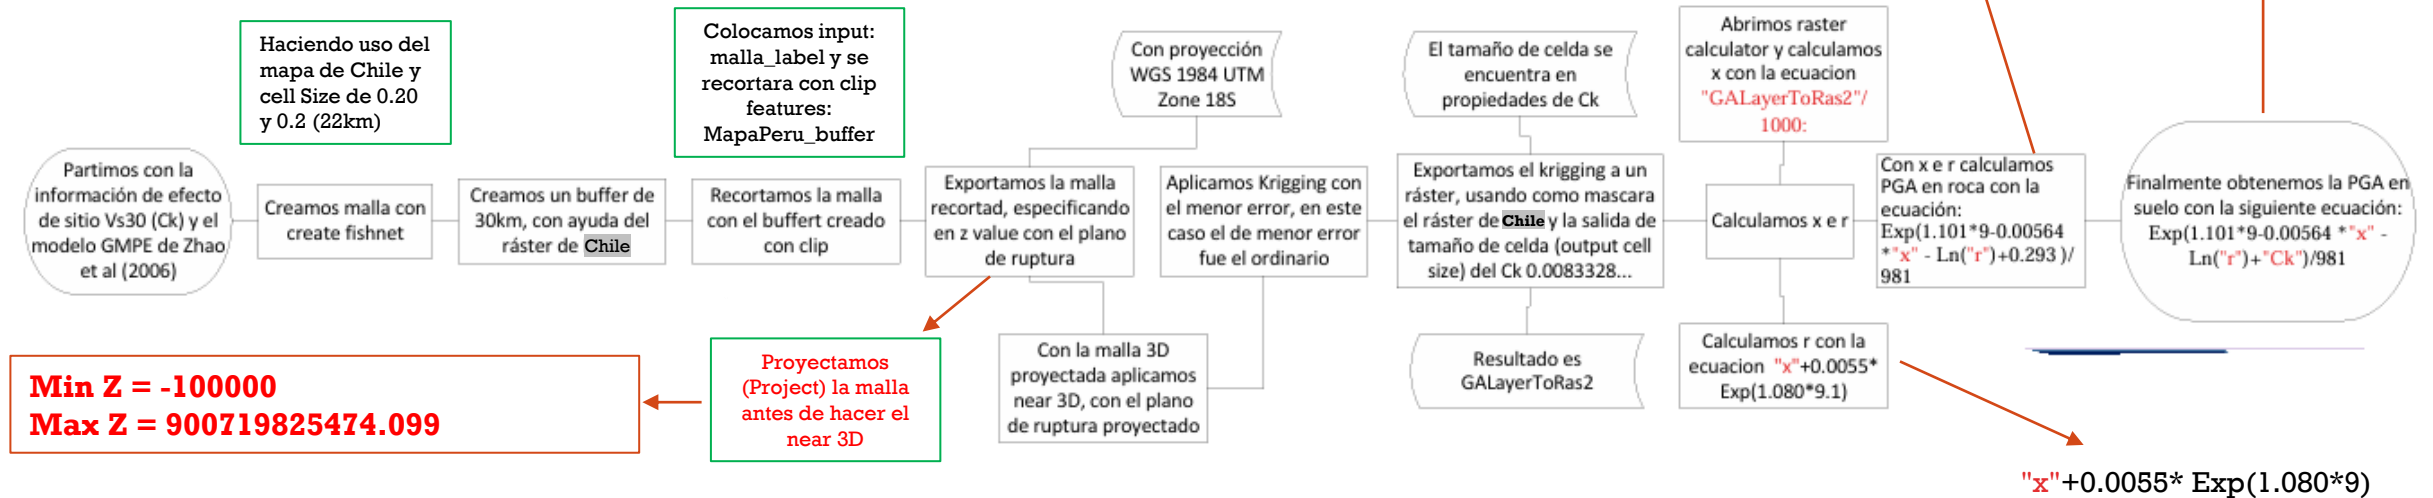 Haciendo uso del
mapa de Chile y
cell Size de 0.20
y 0.2 (22km)
Colocamos input:
malla_label y se
recortara con clip
features:
MapaPeru_buffer
Con proyección
WGS 1984 UTM
Zone 18S
El tamaño de celda se
encuentra en
propiedades de Ck
Abrimos raster
calculator y calculamos
x con la ecuacion
"GALayerToRas2"/
1000:
Partimos con la
información de efecto
de sitio Vs30 (Ck) y el
modelo GMPE de Zhao
et al (2006)
Creamos malla con
create fishnet
Creamos un buffer de
30km, con ayuda del
ráster de Chile
Recortamos la malla
con el buffert creado
con clip
Exportamos la malla
recortad, especificando
en z value con el plano
de ruptura
Aplicamos Krigging con
el menor error, en este
caso el de menor error
fue el ordinario
Exportamos el krigging a un
ráster, usando como mascara
el ráster de Chile y la salida de
tamaño de celda (output cell
size) del Ck 0.0083328...
Calculamos x e r
Con x e r calculamos
PGA en roca con la
ecuación:
Exp(1.101*9-0.00564
*"x" - Ln("r")+0.293 )/
981
Finalmente obtenemos la PGA en
suelo con la siguiente ecuación:
Exp(1.101*9-0.00564 *"x" -
Ln("r")+"Ck")/981
Min Z = -100000
Max Z = 900719825474.099
Proyectamos
(Project) la malla
antes de hacer el
near 3D
Con la malla 3D
proyectada aplicamos
near 3D, con el plano
de ruptura proyectado
Resultado es
GALayerToRas2
Calculamos r con la
ecuacion "x"+0.0055*
Exp(1.080*9.1)
"x"+0.0055* Exp(1.080*9)